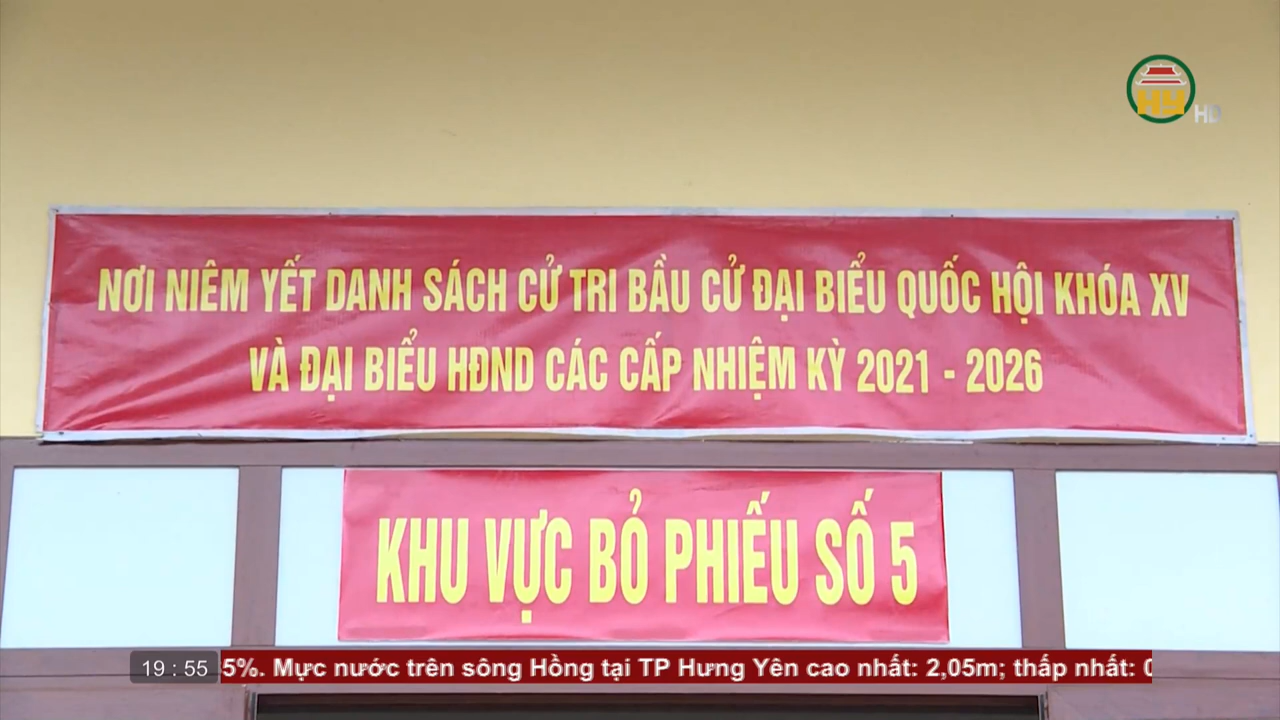 HY
HD
NƠI NIÊM YẾT DANH SÁCH CỬ TRI BẦU CỬ ĐẠI BIỂU QUỐC HỘI KHÓA XV
VÀ ĐẠI BIỂU HĐND CÁC CẤP NHIỆM KỲ 2021 - 2026
KHU VỰC BỎ PHIẾU SỐ 5
19 : 55 5%. Mực nước trên sông Hồng tại TP Hưng Yên cao nhất: 2,05m; thấp nhất: